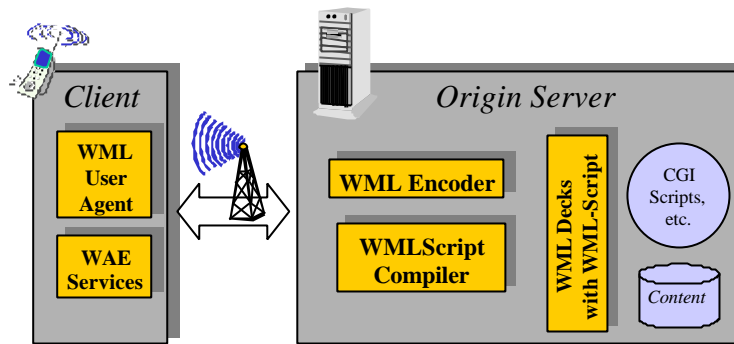 Client
WML
User
Agent
WAE
Services
Origin Server
WML Encoder
WMLScript
Compiler
WML Decks
with WML-Script
CGI
Scripts,
etc.
Content